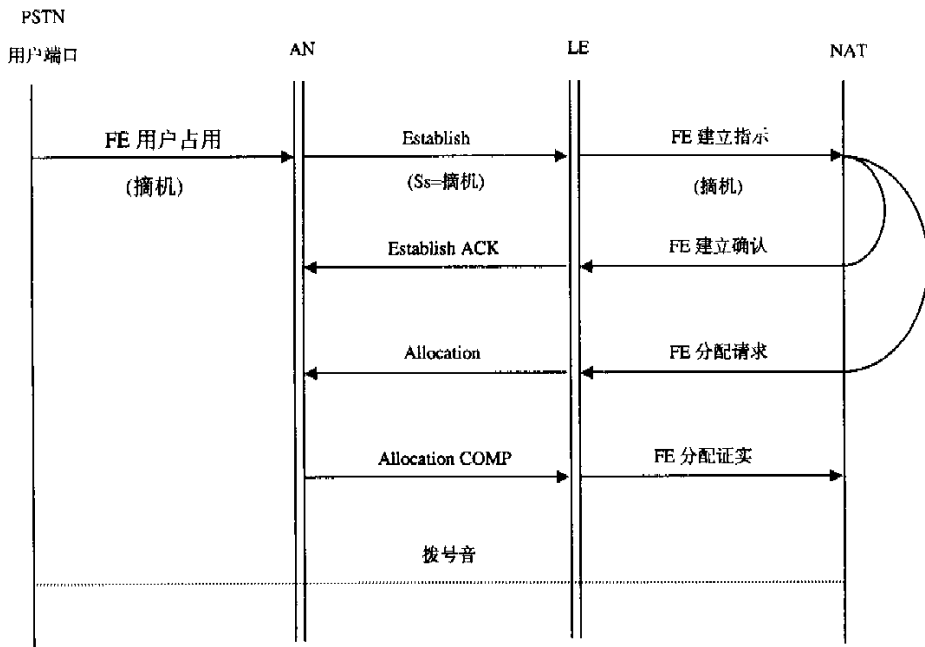 PSTN
用户端口
AN
LE
NAT
FE 用户占用
Establish
FE 建立指示
(摘机)
(Ss=摘机)
(摘机)
Establish ACK
FE 建立确认
Allocation
FE 分配请求
Allocation COMP
FE 分配证实
拨号音